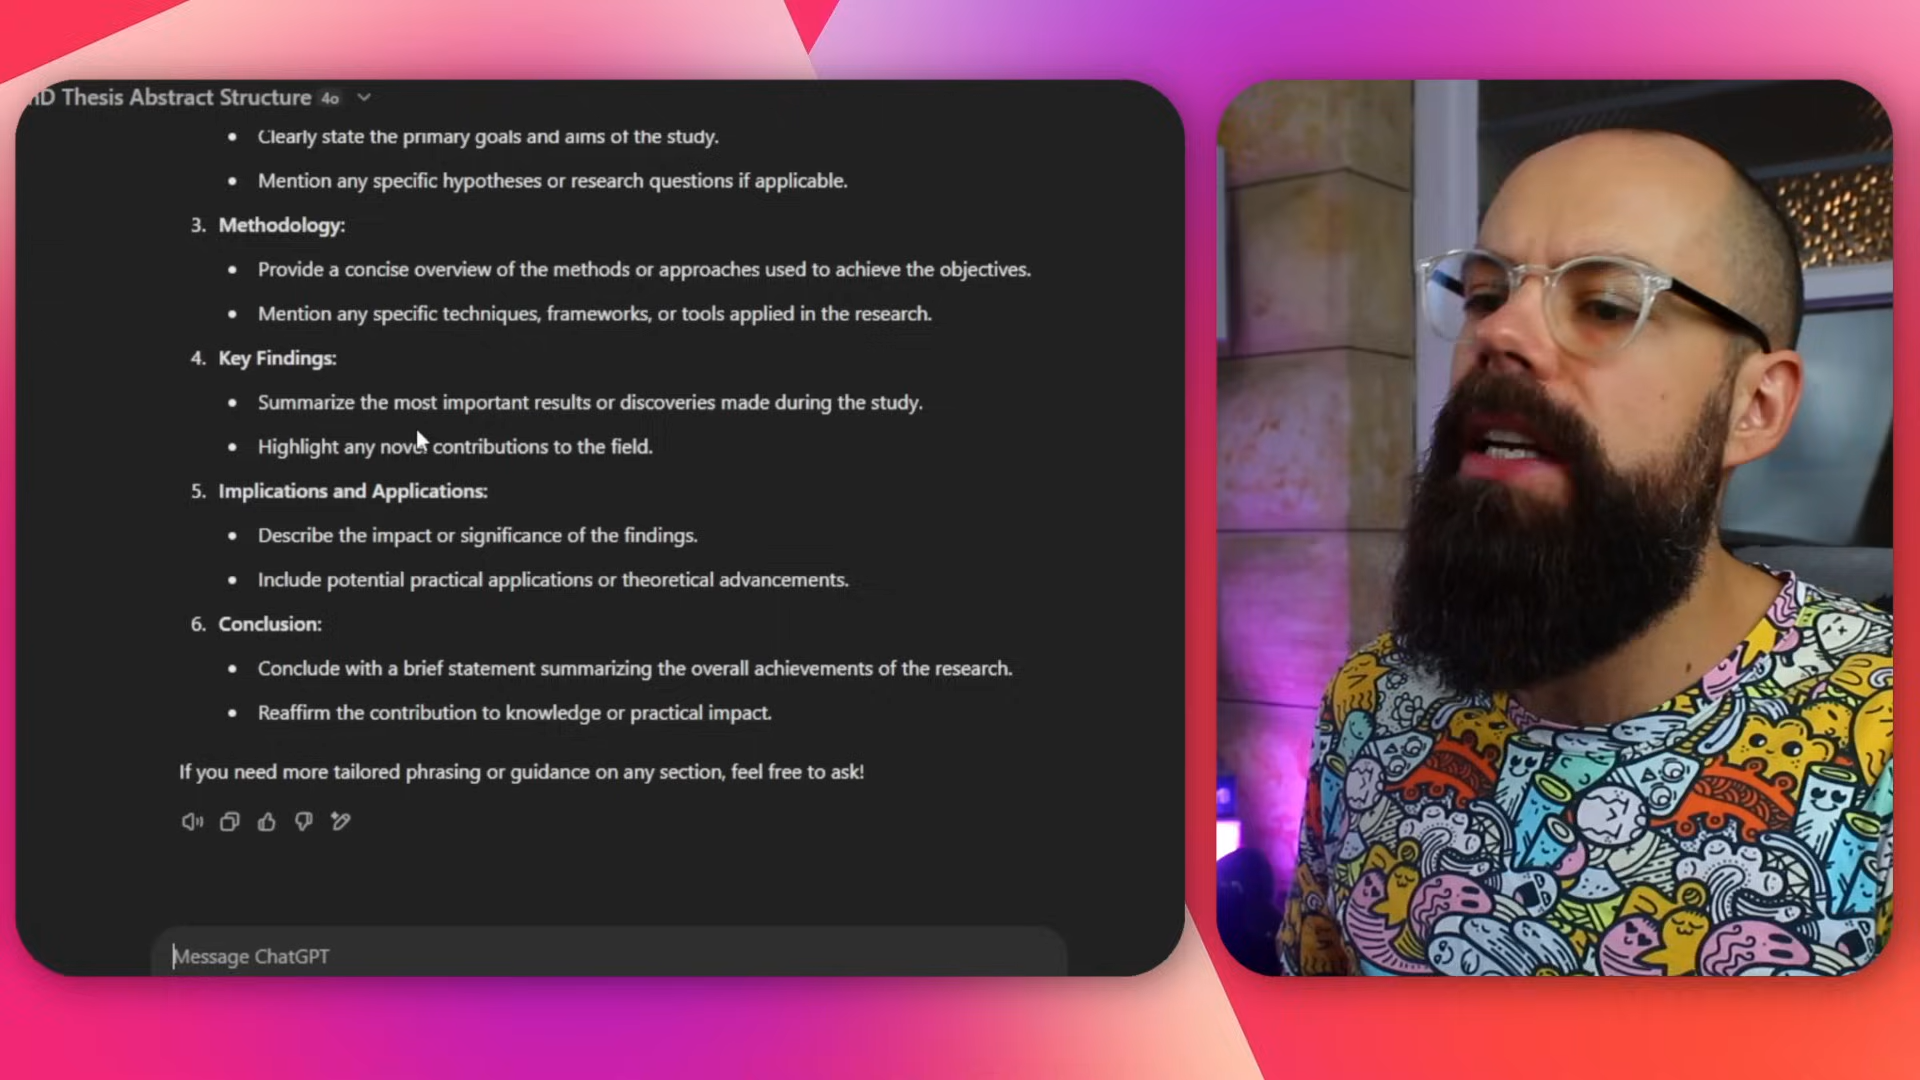 D Thesis Abstract Structure 4o
• Clearly state the primary goals and aims of the study.
• Mention any specific hypotheses or research questions if applicable.
3. Methodology:
• Provide a concise overview of the methods or approaches used to achieve the objectives.
• Mention any specific techniques, frameworks, or tools applied in the research.
4. Key Findings:
• Summarize the most important results or discoveries made during the study.
• Highlight any novel contributions to the field.
5. Implications and Applications:
• Describe the impact or significance of the findings.
• Include potential practical applications or theoretical advancements.
6. Conclusion:
• Conclude with a brief statement summarizing the overall achievements of the research.
• Reaffirm the contribution to knowledge or practical impact.
If you need more tailored phrasing or guidance on any section, feel free to ask!
Message ChatGPT